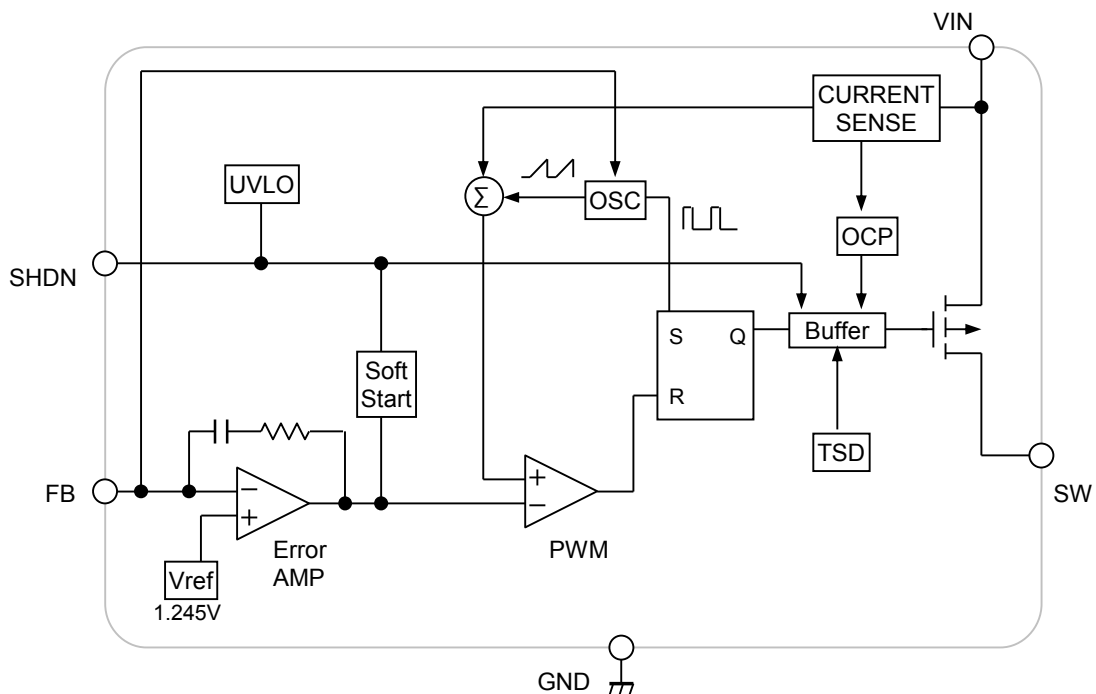 VIN
CURRENT
SENSE
UVLO
Σ
OSC
OCP
SHDN
S
Q
Buffer
Soft
Start
R
TSD
FB
−
+
+
−
SW
Error
AMP
PWM
Vref
1.245V
GND